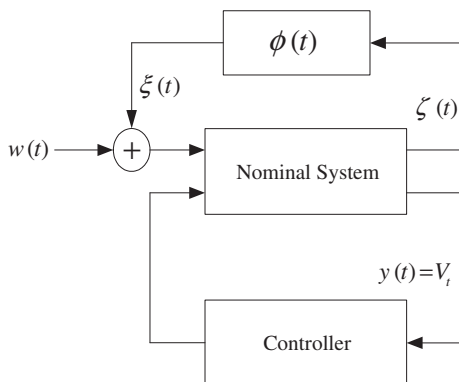 ϕ(t)
ξ(t)
ζ(t)
w(t)
+
Nominal System
y(t)=V_t
Controller